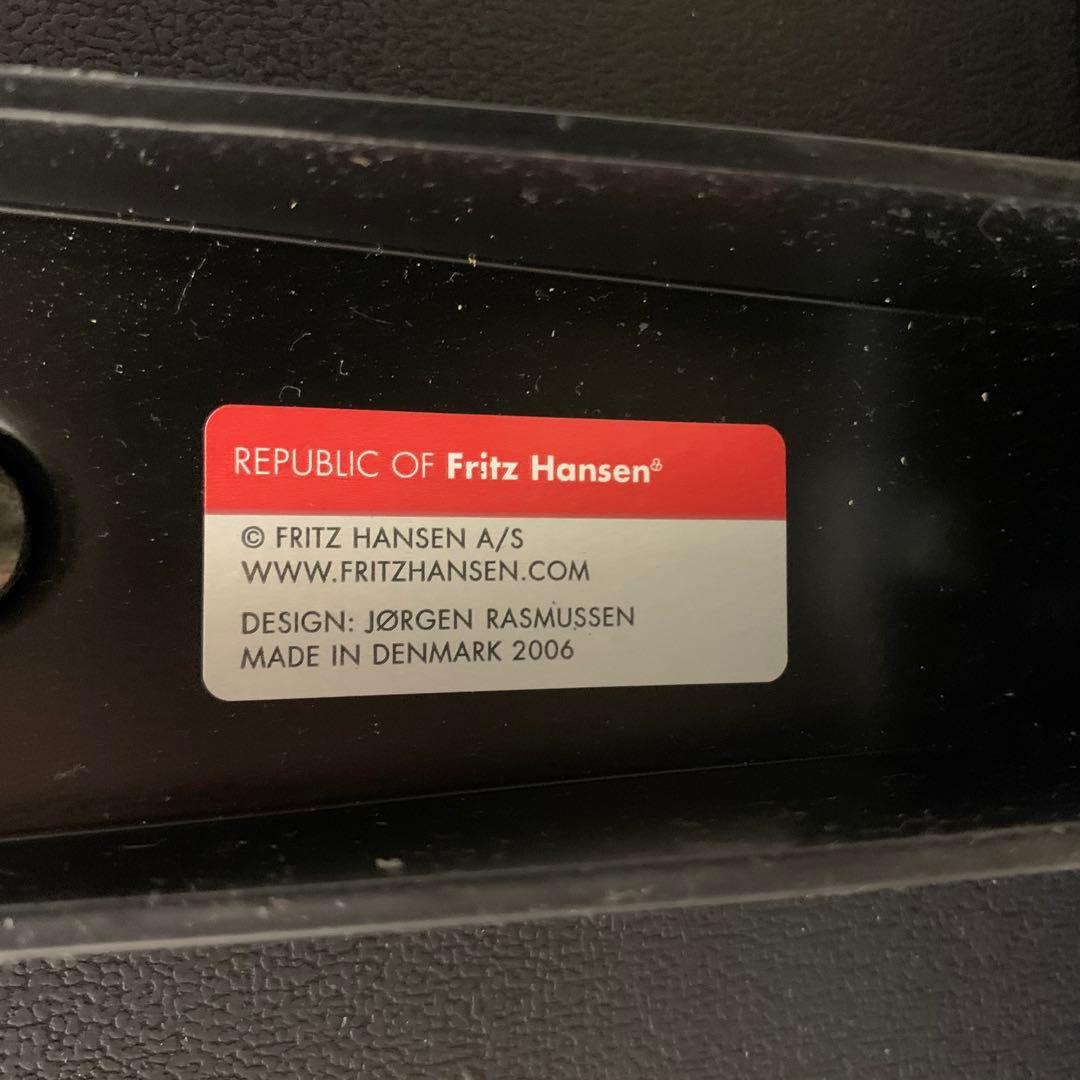 REPUBLIC OF Fritz Hansen
© FRITZ HANSEN A/S
WWW.FRITZHANSEN.COM
DESIGN: JØRGEN RASMUSSEN
MADE IN DENMARK 2006